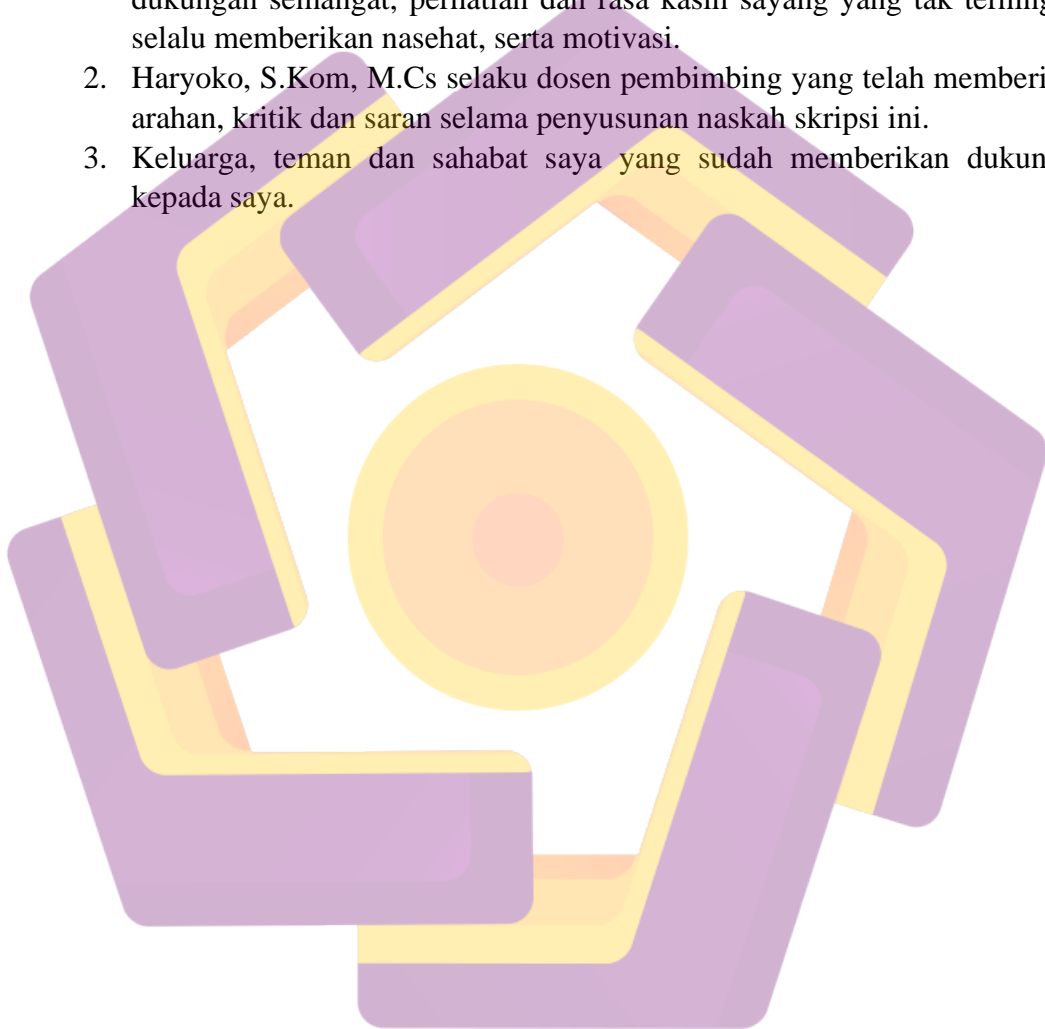 dukungan semangat, perhatian dan rasa kasih sayang yang tak
selalu memberikan nasehat, serta motivasi.
2. Haryoko, S.Kom, M.Cs selaku dosen pembimbing yang telah memberi
arahan, kritik dan saran selama penyusunan naskah skripsi ini.
3. Keluarga, teman dan sahabat saya yang sudah memberikan dukun
kepada saya.